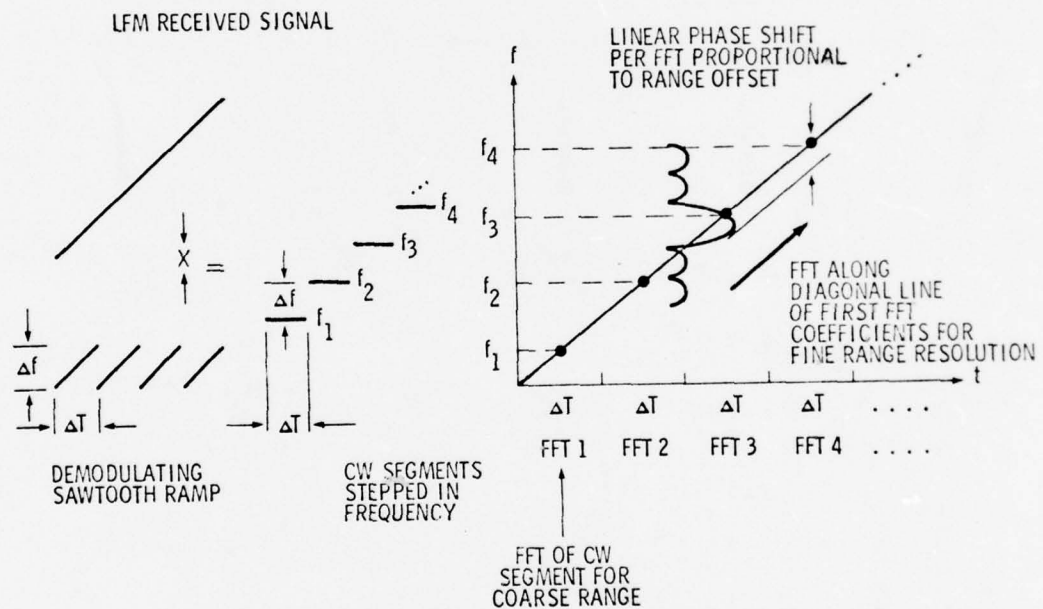 LFM RECEIVED SIGNAL
X =
Δf
ΔT
DEMODULATING
SAWTOOTH RAMP
Δf
ΔT
f1
f2
f3
f4
CW SEGMENTS
STEPPED IN
FREQUENCY
LINEAR PHASE SHIFT
PER FFT PROPORTIONAL
TO RANGE OFFSET
f
f4
f3
f2
f1
t
FFT ALONG
DIAGONAL LINE
OF FIRST FFT
COEFFICIENTS FOR
FINE RANGE RESOLUTION
ΔT ΔT ΔT ΔT . . . .
FFT 1 FFT 2 FFT 3 FFT 4 . . . .
FFT OF CW
SEGMENT FOR
COARSE RANGE